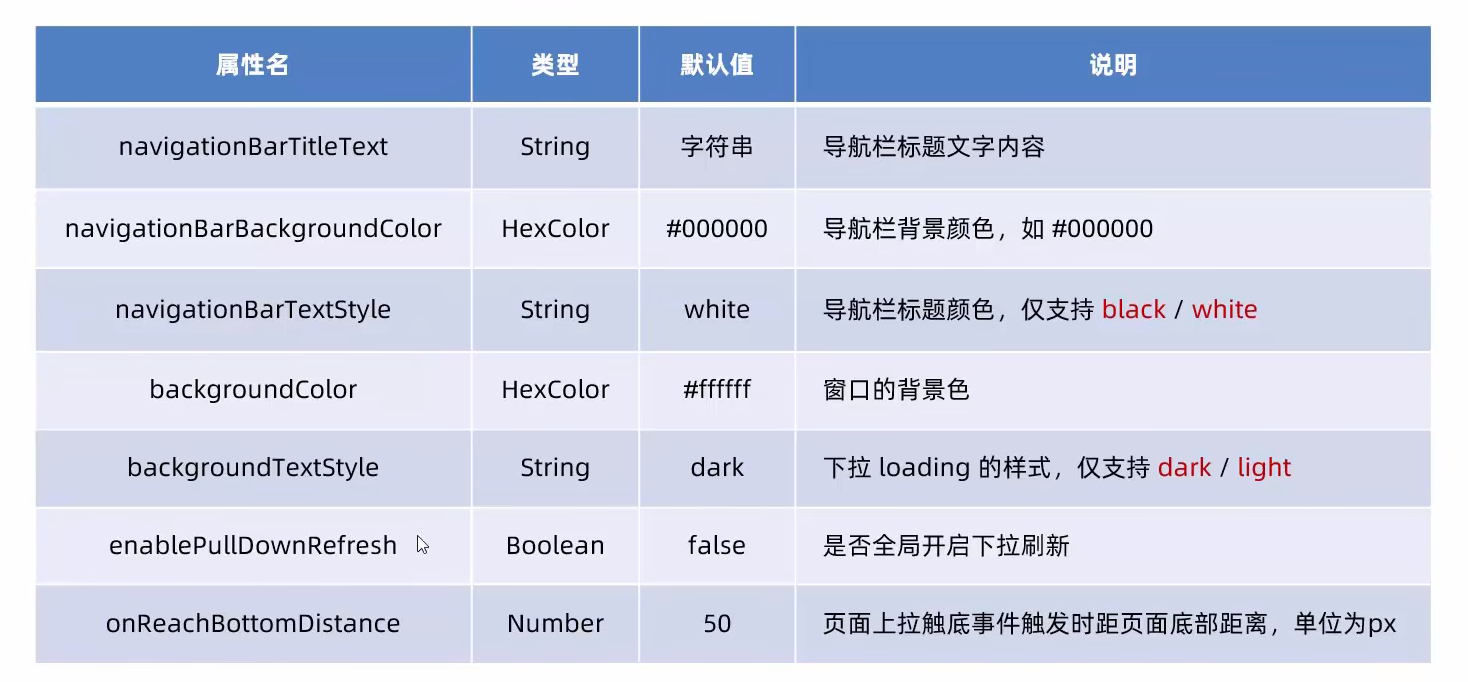 属性名 类型 默认值 说明
navigationBarTitleText String 字符串 导航栏标题文字内容
navigationBarBackgroundColor HexColor #000000 导航栏背景颜色，如 #000000
navigationBarTextStyle String white 导航栏标题颜色，仅支持 black / white
backgroundColor HexColor #ffffff 窗口的背景色
backgroundTextStyle String dark 下拉 loading 的样式，仅支持 dark / light
enablePullDownRefresh Boolean false 是否全局开启下拉刷新
onReachBottomDistance Number 50 页面上拉触底事件触发时距页面底部距离，单位为px